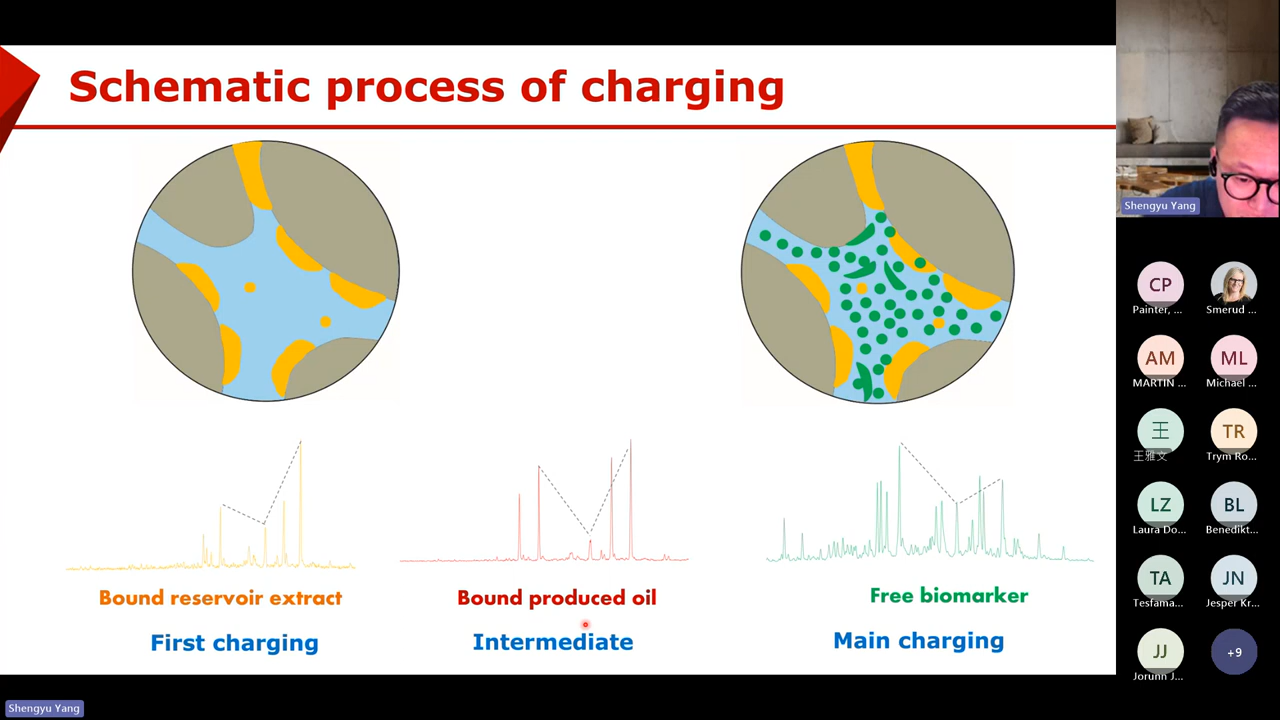 Schematic process of charging
Bound reservoir extract
Bound produced oil
Free biomarker
First charging
Intermediate
Main charging
Shengyu Yang
CP
Painter, ...
Smerud ...
AM
MARTIN ...
ML
Michael ...
王
王雅文
TR
Trym Ro...
LZ
Laura Do...
BL
Benedikt...
TA
Tesfama...
JN
Jesper Kr...
JJ
Jorunn J...
+9
Shengyu Yang